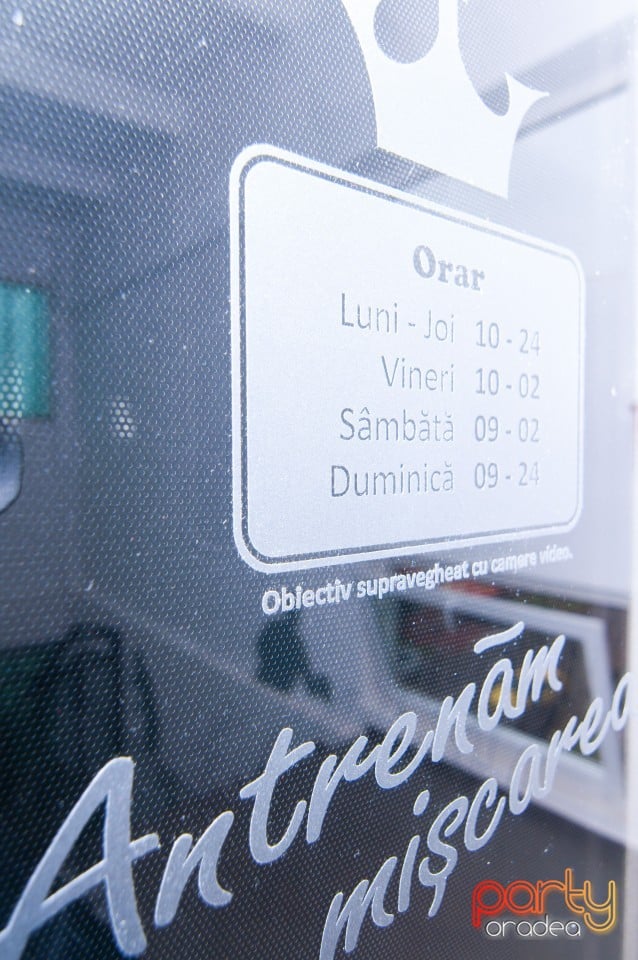 Orar
Luni - Joi 10 - 24
Vineri 10 - 02
Sâmbătă 09 - 02
Duminică 09 - 24
Obiectiv supravegheat cu camere video.
Antrenăm
mișcarea
party
oradea